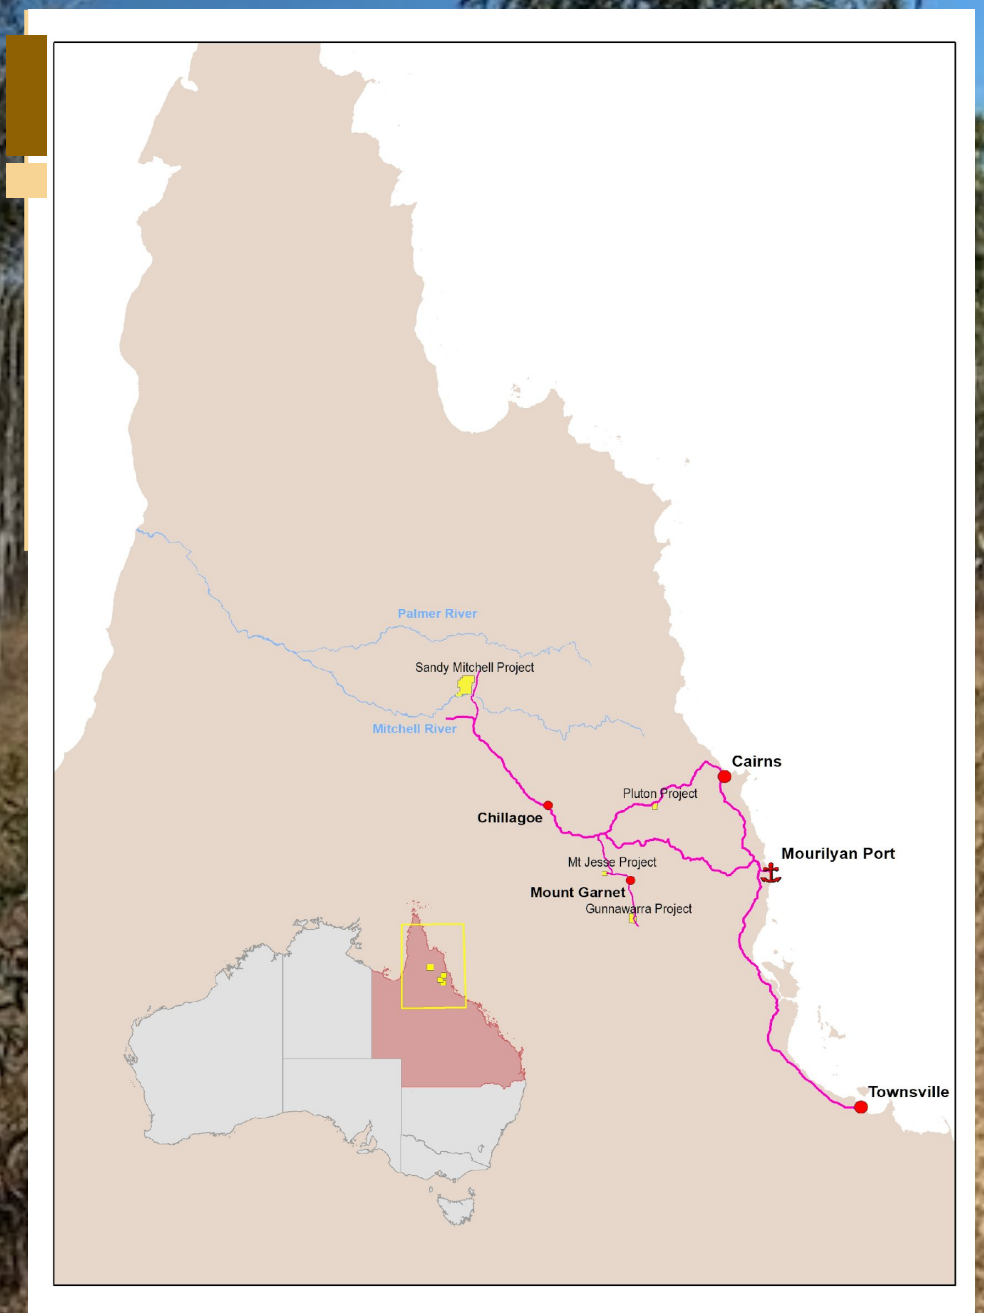 Palmer River
Sandy Mitchell Project
Mitchell River
Cairns
Pluton Project
Chillagoe
Mourilyan Port
Mt Jesse Project
Mount Garnet
Gunnawarra Project
Townsville